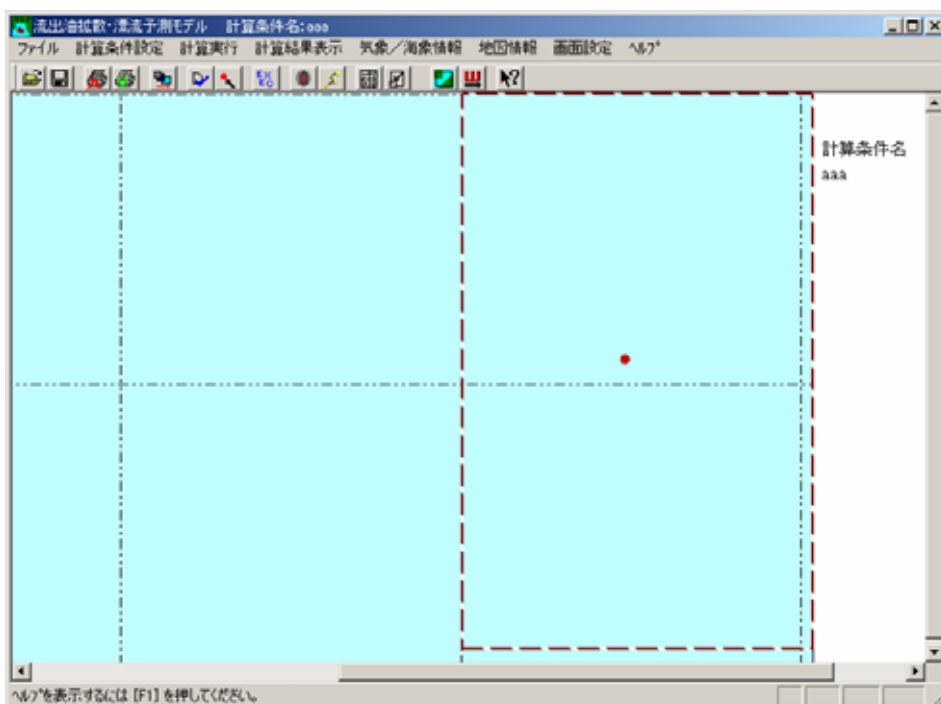 流出油拡散・漂流予測モデル 計算条件名:aaa
ファイル 計算条件設定 計算実行 計算結果表示 気象/海象情報 地図情報 画面設定 ﾍﾙﾌﾟ
計算条件名
aaa
ﾍﾙﾌﾟを表示するには [F1] を押してください。